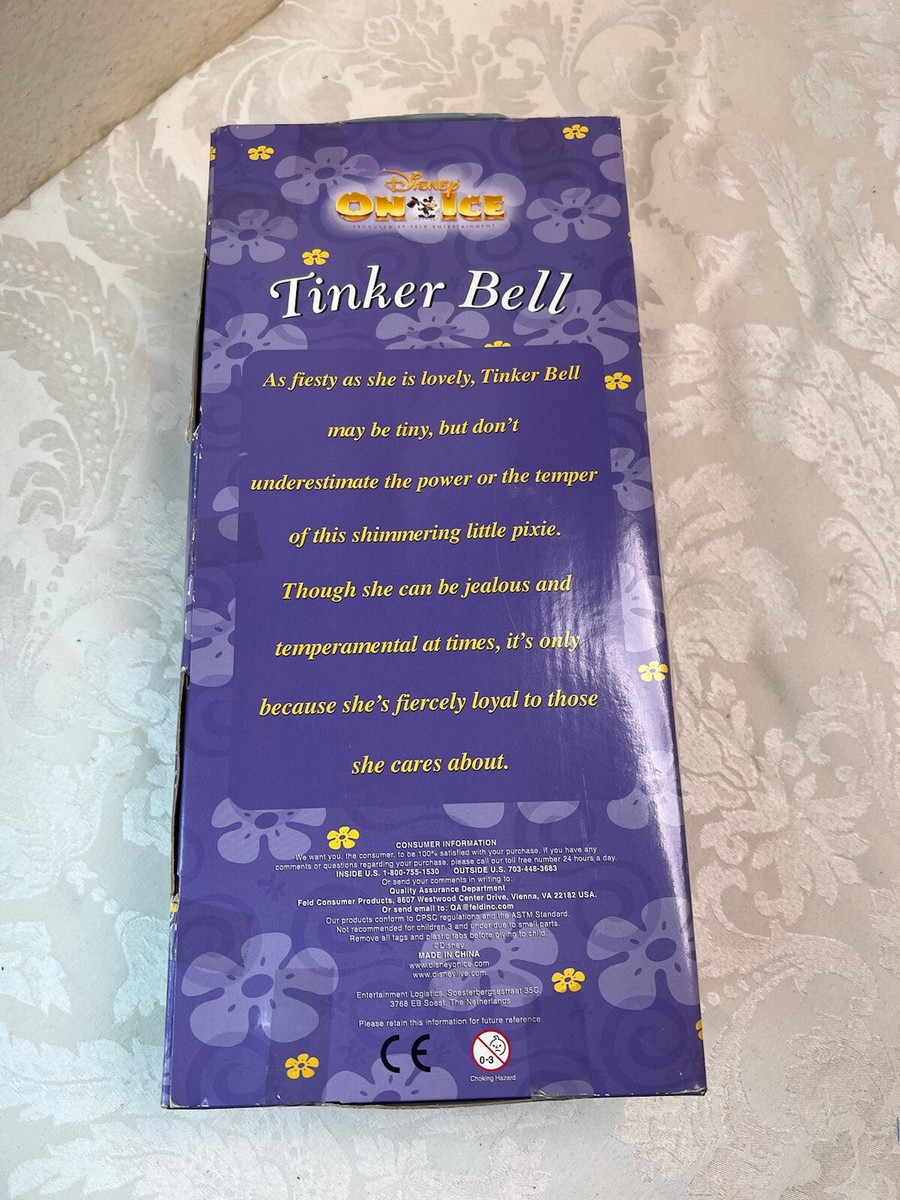 Disney
ON ICE
PRODUCED BY FELD ENTERTAINMENT
Tinker Bell
As fiesty as she is lovely, Tinker Bell
may be tiny, but don't
underestimate the power or the temper
of this shimmering little pixie.
Though she can be jealous and
temperamental at times, it's only
because she's fiercely loyal to those
she cares about.
CONSUMER INFORMATION
We want you, the consumer, to be 100% satisfied with your purchase. If you have any
comments or questions regarding your purchase, please call our toll free number 24 hours a day.
INSIDE U.S. 1-800-755-1530 OUTSIDE U.S. 703-448-3683
Or send your comments in writing to:
Quality Assurance Department
Feld Consumer Products, 8607 Westwood Center Drive, Vienna, VA 22182 USA.
Or send email to: QA@feldinc.com
Our products conform to CPSC regulations and the ASTM Standard.
Not recommended for children 3 and under due to small parts.
Remove all tags and plastic tabs before giving to child.
©Disney
MADE IN CHINA
www.disneyonice.com
www.disneylive.com
Entertainment Logistics, Soesterbergsestraat 35C,
3768 EB Soest, The Netherlands
Please retain this information for future reference
CE
0-3
Choking Hazard